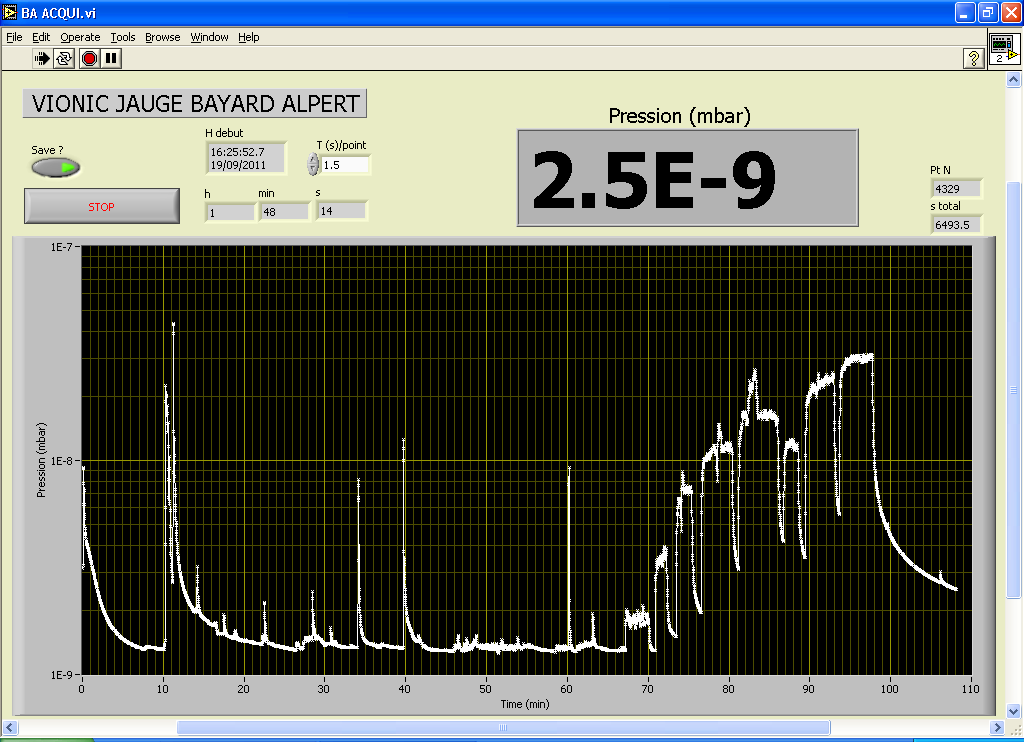 BA ACQUI.vi
File Edit Operate Tools Browse Window Help
?
2
VIONIC JAUGE BAYARD ALPERT
Pression (mbar)
2.5E-9
H debut
16:25:52.7
19/09/2011
T (s)/point
1.5
Save ?
STOP
h
1
min
48
s
14
Pt N
4329
s total
6493.5
Pression (mbar)
1E-7
1E-8
1E-9
0 10 20 30 40 50 60 70 80 90 100 110
Time (min)